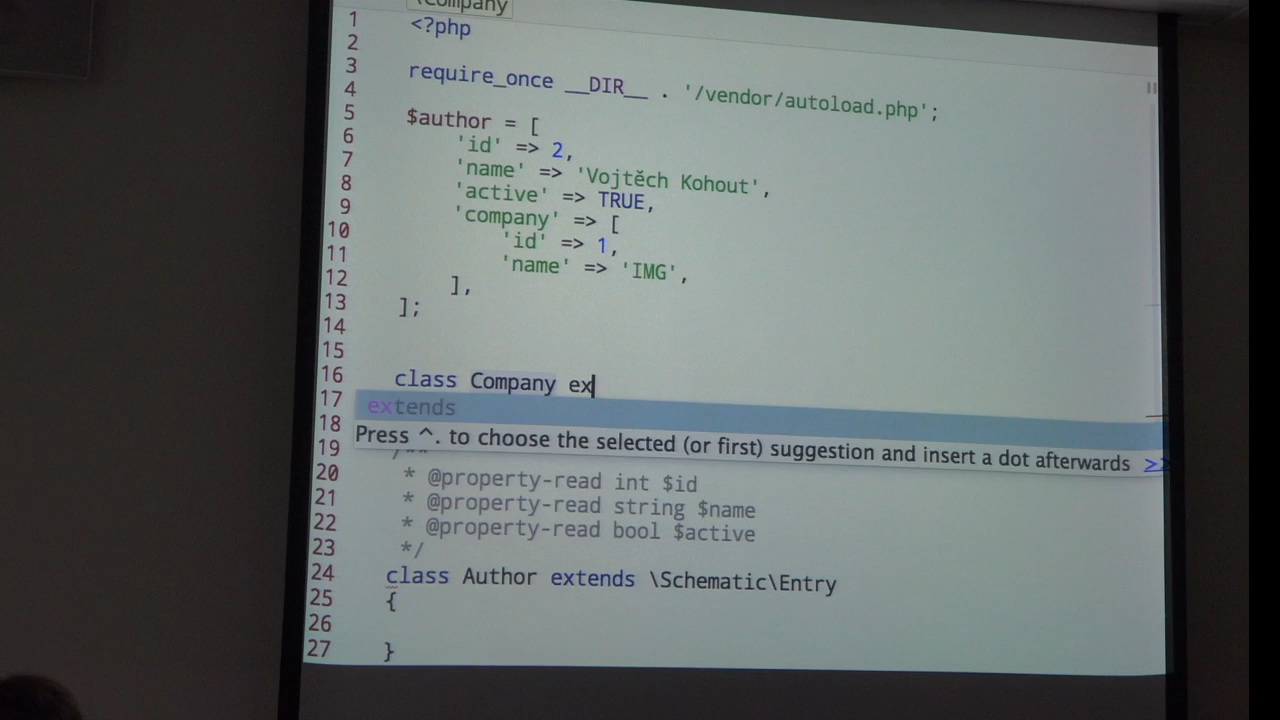 \Company
1 <?php
2
3 require_once __DIR__ . '/vendor/autoload.php';
4
5 $author = [
6 'id' => 2,
7 'name' => 'Vojtěch Kohout',
8 'active' => TRUE,
9 'company' => [
10 'id' => 1,
11 'name' => 'IMG',
12 ],
13 ];
14
15
16 class Company ex
17 extends
18 Press ^. to choose the selected (or first) suggestion and insert a dot afterwards >>
19 /**
20 * @property-read int $id
21 * @property-read string $name
22 * @property-read bool $active
23 */
24 class Author extends \Schematic\Entry
25 {
26
27 }